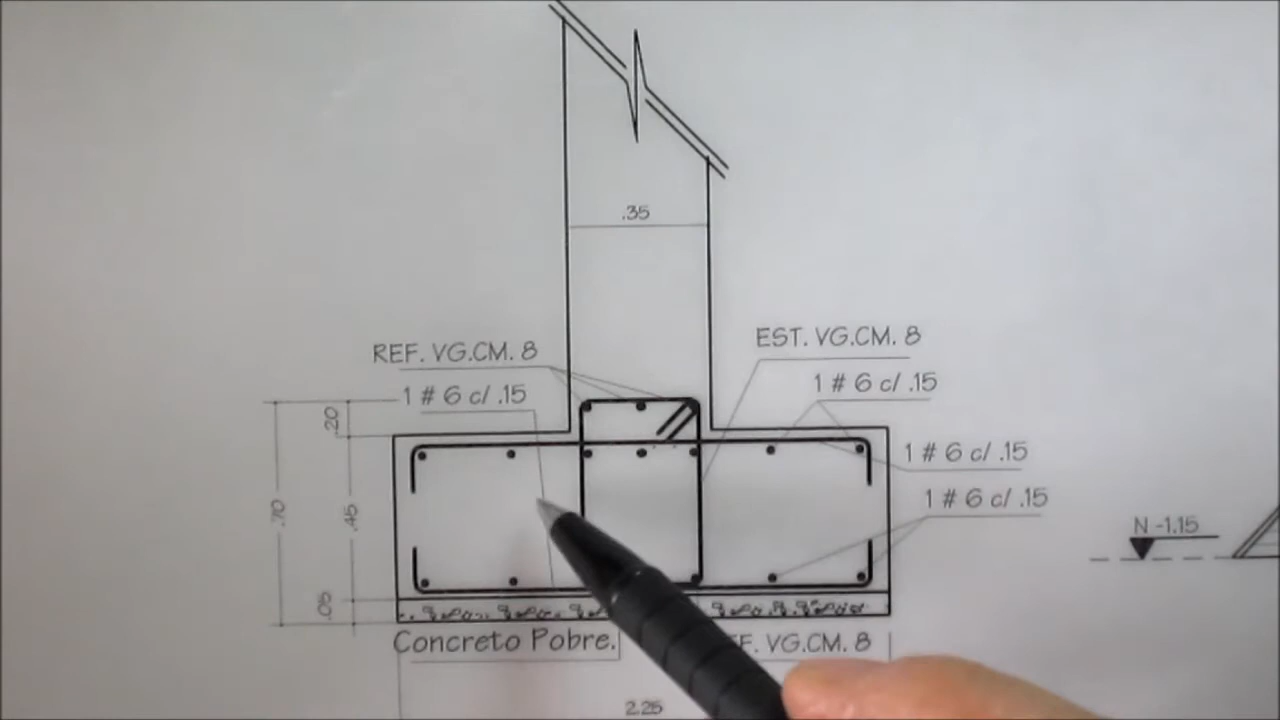 .35
REF. VG.CM. 8
EST. VG.CM. 8
1 # 6 c/ .15
1 # 6 c/ .15
.20
1 # 6 c/ .15
.70
.45
1 # 6 c/ .15
N -1.15
.05
Concreto Pobre.
VG.CM. 8
2.25